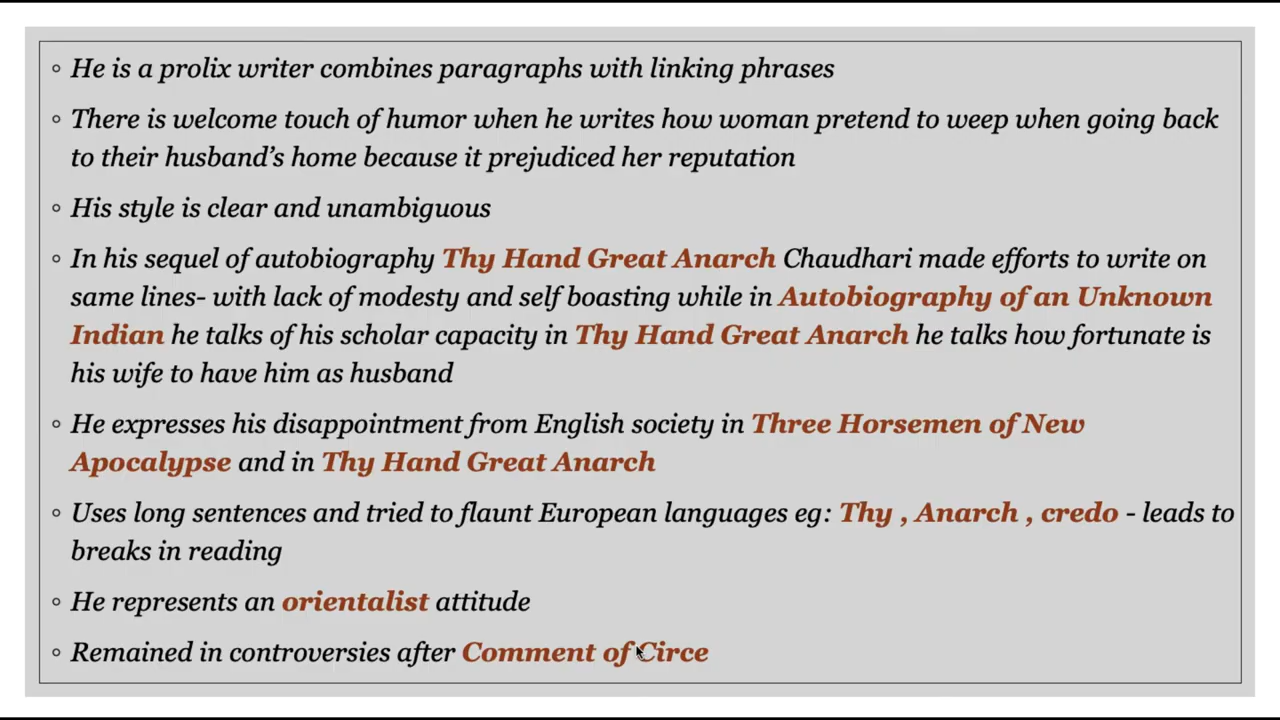 ◦ He is a prolix writer combines paragraphs with linking phrases
◦ There is welcome touch of humor when he writes how woman pretend to weep when going back
to their husband's home because it prejudiced her reputation
◦ His style is clear and unambiguous
◦ In his sequel of autobiography Thy Hand Great Anarch Chaudhari made efforts to write on
same lines- with lack of modesty and self boasting while in Autobiography of an Unknown
Indian he talks of his scholar capacity in Thy Hand Great Anarch he talks how fortunate is
his wife to have him as husband
◦ He expresses his disappointment from English society in Three Horsemen of New
Apocalypse and in Thy Hand Great Anarch
◦ Uses long sentences and tried to flaunt European languages eg: Thy , Anarch , credo - leads to
breaks in reading
◦ He represents an orientalist attitude
◦ Remained in controversies after Comment of Circe